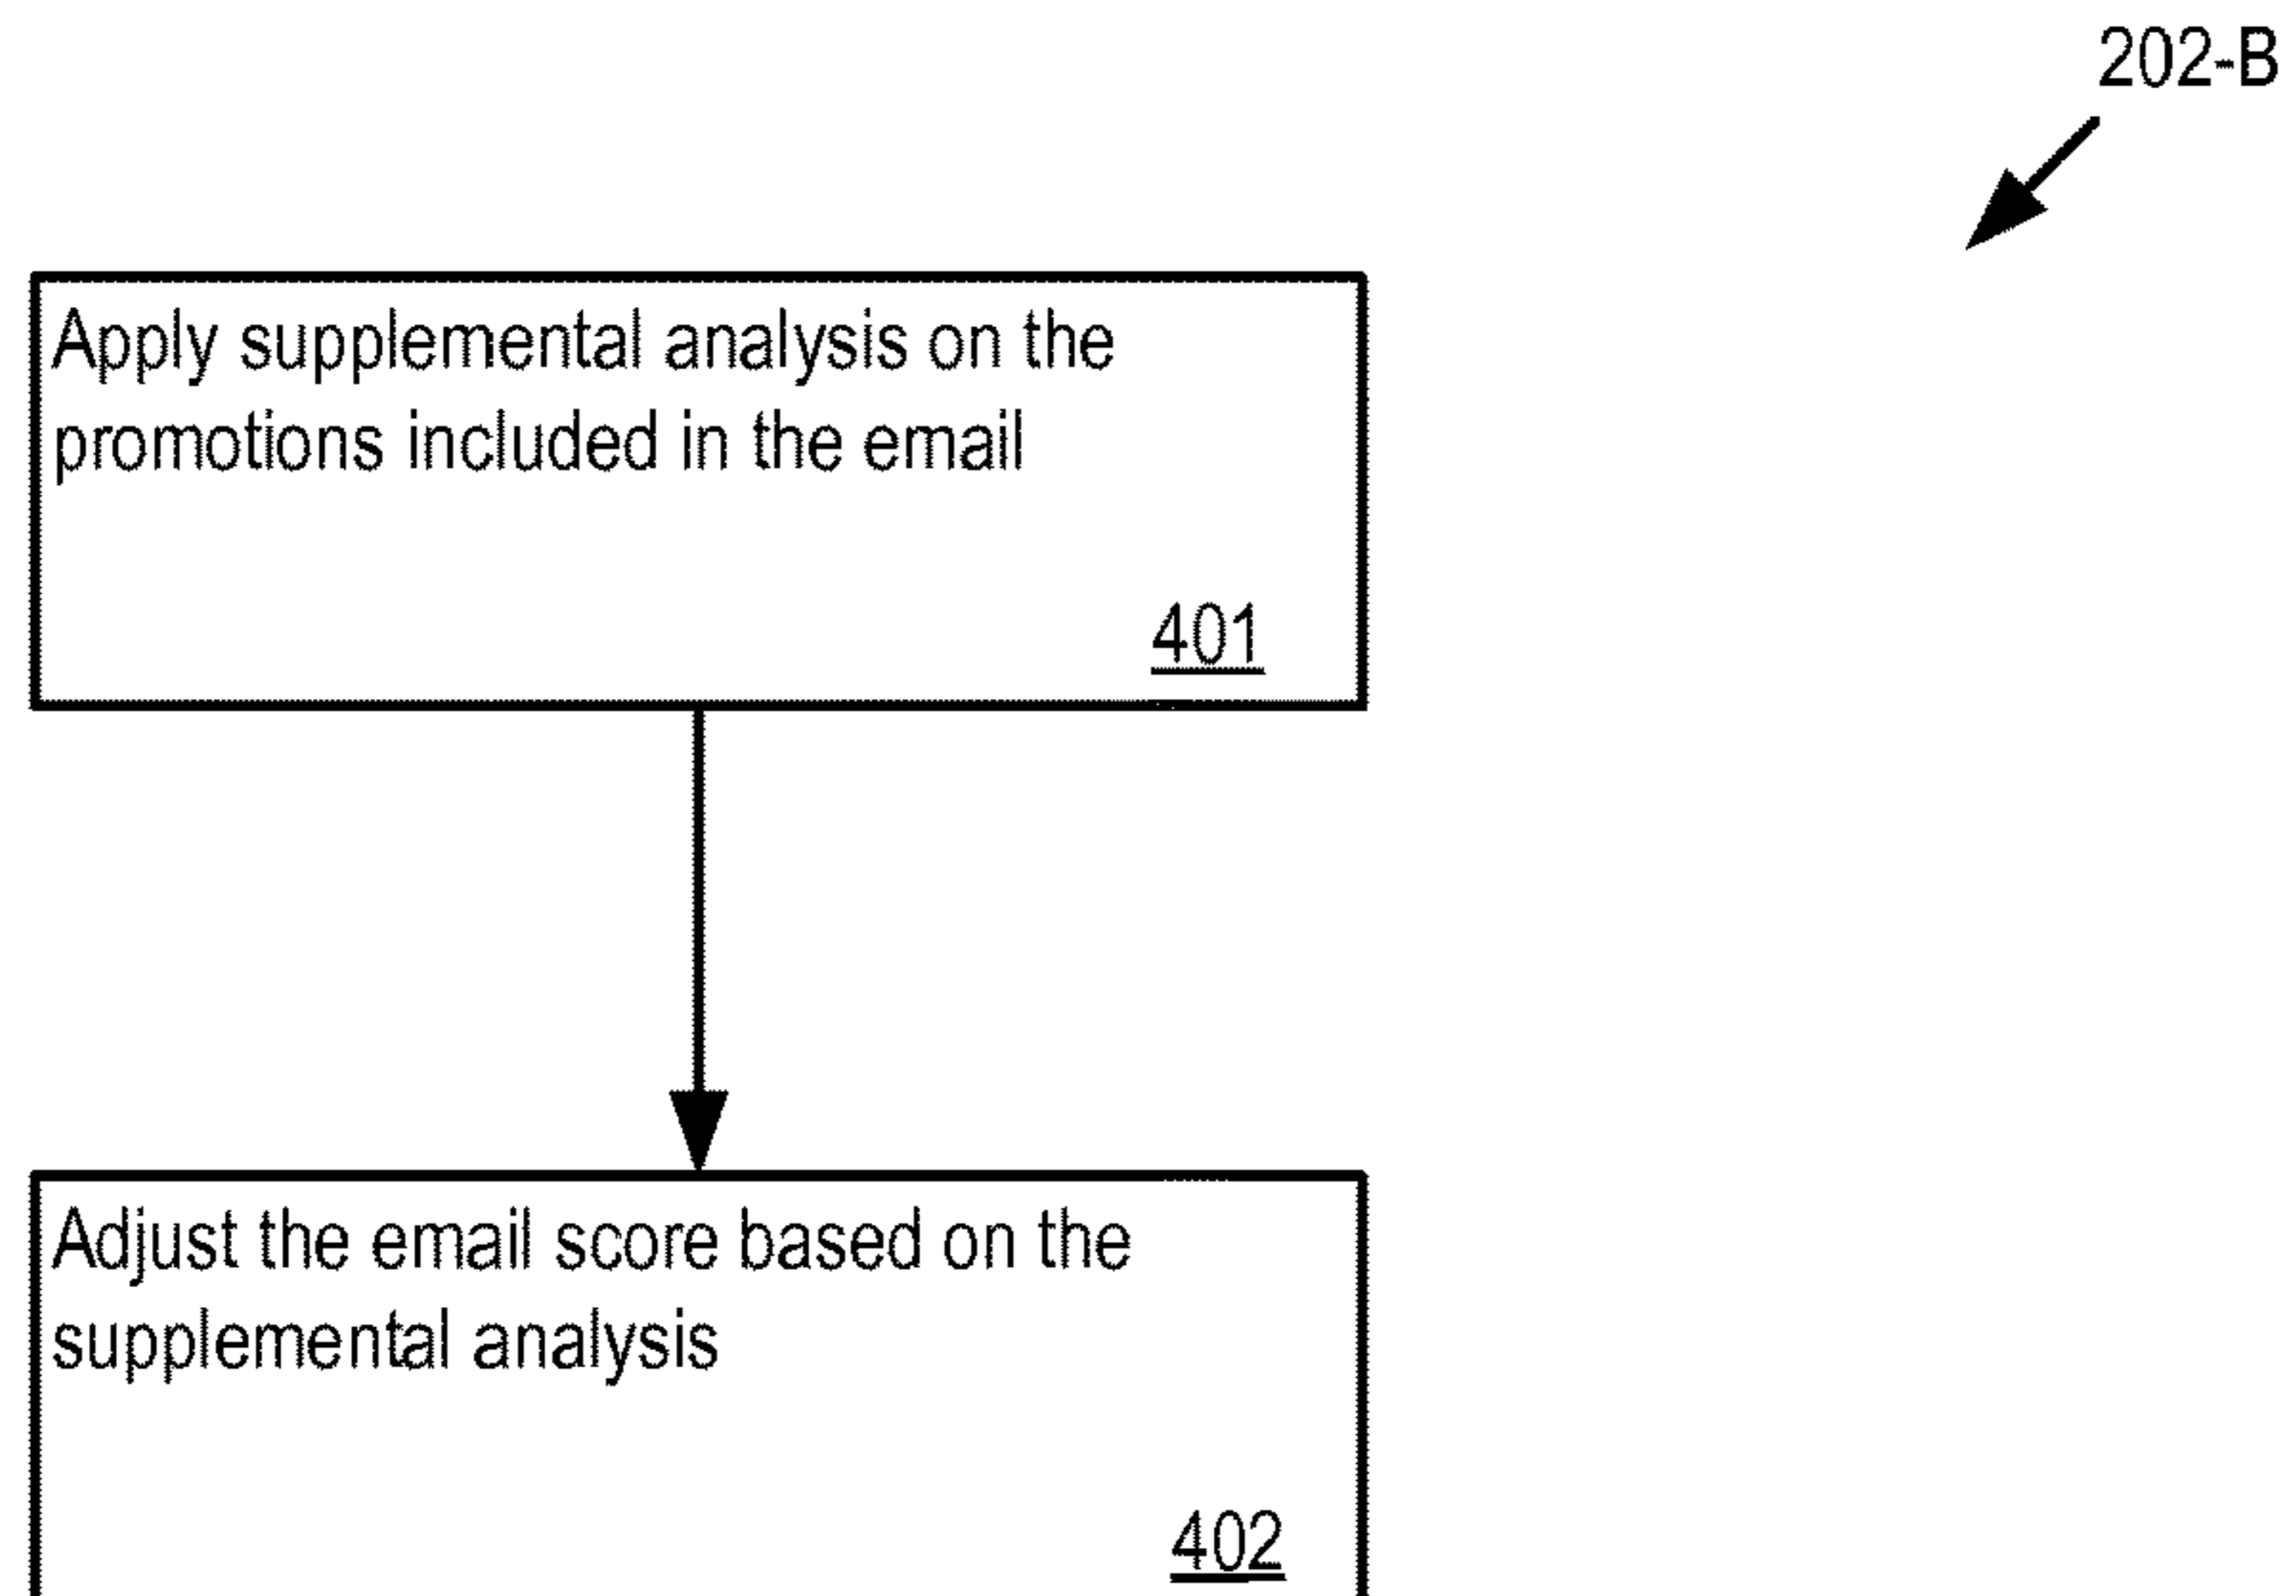 202-B
Apply supplemental analysis on the
promotions included in the email
401
Adjust the email score based on the
supplemental analysis
402